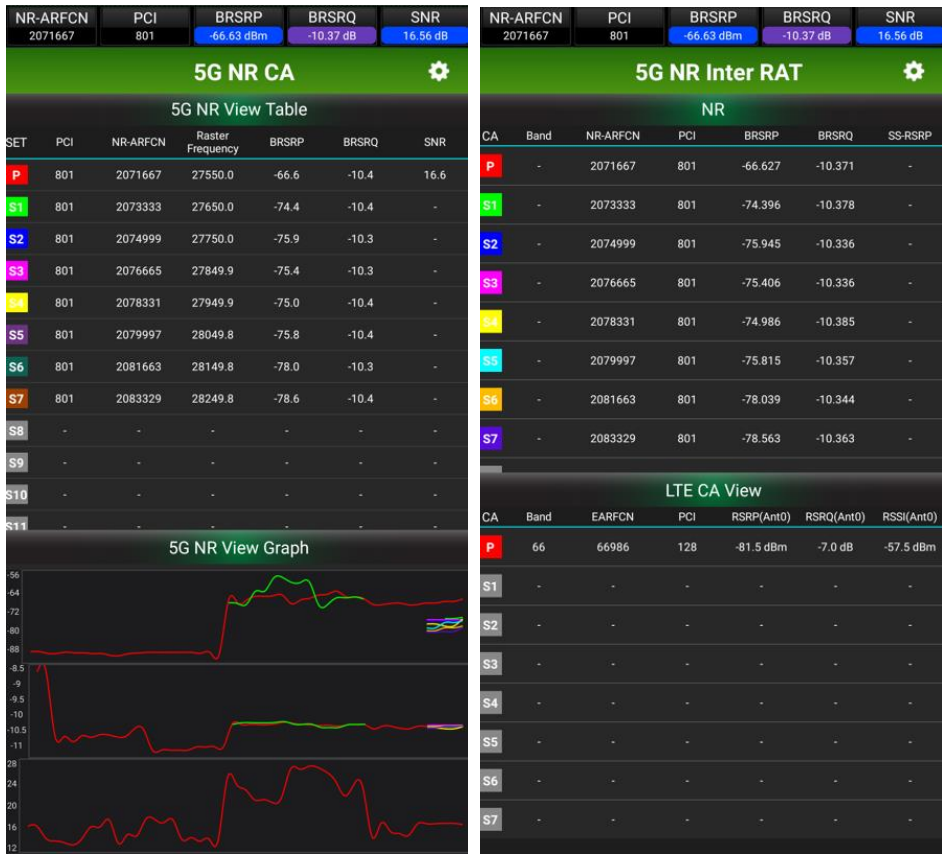 NR-ARFCN PCI BRSRP BRSRQ SNR
2071667 801 -66.63 dBm -10.37 dB 16.56 dB
5G NR CA
5G NR View Table
SET PCI NR-ARFCN Raster Frequency BRSRP BRSRQ SNR
P 801 2071667 27550.0 -66.6 -10.4 16.6
S1 801 2073333 27650.0 -74.4 -10.4 -
S2 801 2074999 27750.0 -75.9 -10.3 -
S3 801 2076665 27849.9 -75.4 -10.3 -
S4 801 2078331 27949.9 -75.0 -10.4 -
S5 801 2079997 28049.8 -75.8 -10.4 -
S6 801 2081663 28149.8 -78.0 -10.3 -
S7 801 2083329 28249.8 -78.6 -10.4 -
S8 - - - - - -
S9 - - - - - -
S10 - - - - - -
S11 - - - - - -
5G NR View Graph
-56
-64
-72
-80
-88
-8.5
-9
-9.5
-10
-10.5
-11
28
24
20
16
12
NR-ARFCN PCI BRSRP BRSRQ SNR
2071667 801 -66.63 dBm -10.37 dB 16.56 dB
5G NR Inter RAT
NR
CA Band NR-ARFCN PCI BRSRP BRSRQ SS-RSRP
P - 2071667 801 -66.627 -10.371 -
S1 - 2073333 801 -74.396 -10.378 -
S2 - 2074999 801 -75.945 -10.336 -
S3 - 2076665 801 -75.406 -10.336 -
S4 - 2078331 801 -74.986 -10.385 -
S5 - 2079997 801 -75.815 -10.357 -
S6 - 2081663 801 -78.039 -10.344 -
S7 - 2083329 801 -78.563 -10.363 -
LTE CA View
CA Band EARFCN PCI RSRP(Ant0) RSRQ(Ant0) RSSI(Ant0)
P 66 66986 128 -81.5 dBm -7.0 dB -57.5 dBm
S1 - - - - - -
S2 - - - - - -
S3 - - - - - -
S4 - - - - - -
S5 - - - - - -
S6 - - - - - -
S7 - - - - - -